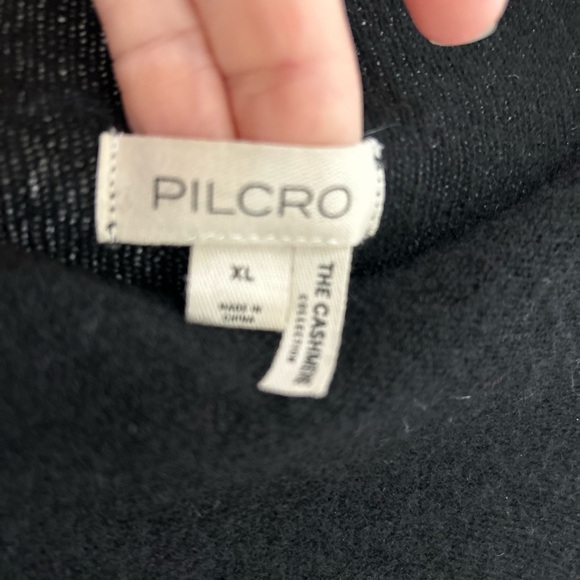 PILCRO
XL
MADE IN
CHINA
THE CASHMERE
COLLECTION